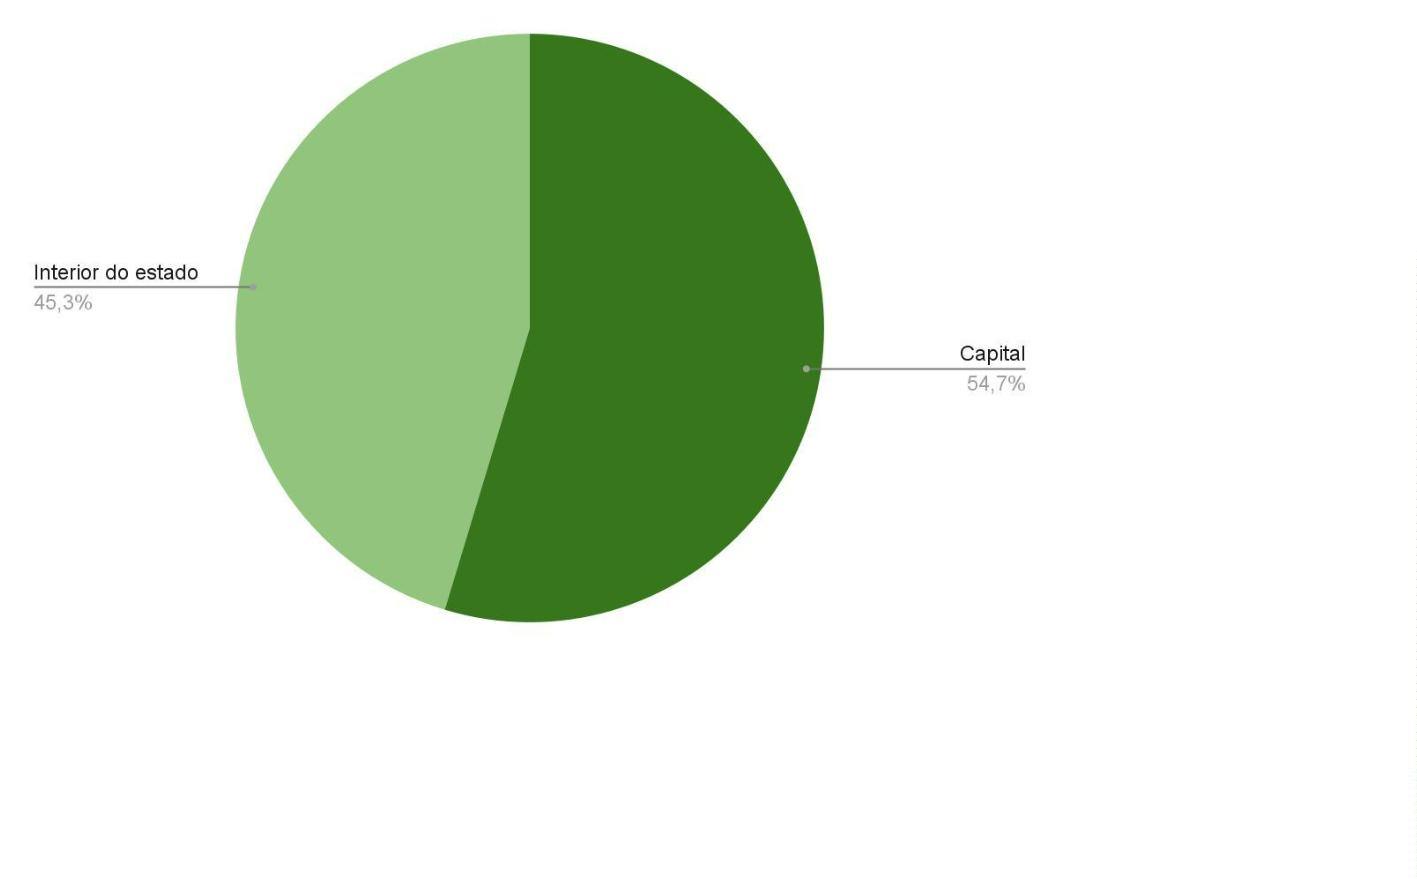 Interior do estado
45,3%
Capital
54,7%